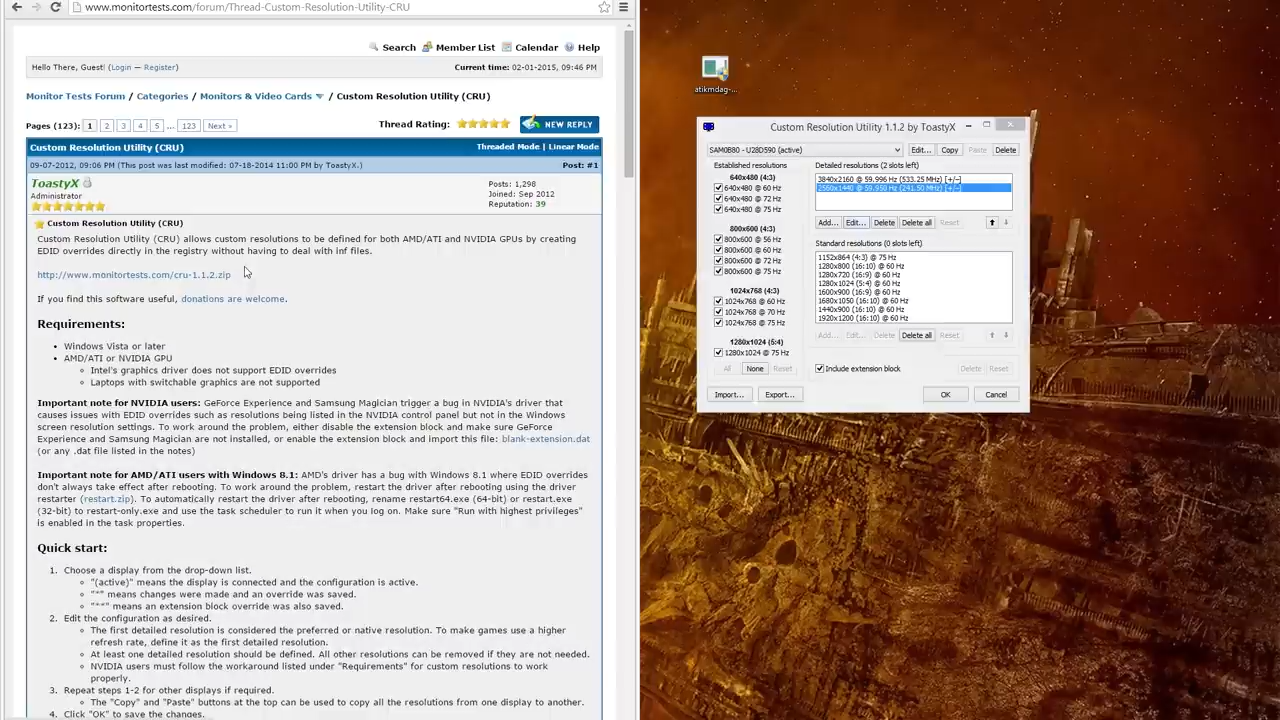 www.monitortests.com/forum/Thread-Custom-Resolution-Utility-CRU
Search Member List Calendar Help
Hello There, Guest! (Login — Register)
Current time: 02-01-2015, 09:46 PM
Monitor Tests Forum / Categories / Monitors & Video Cards / Custom Resolution Utility (CRU)
Pages (123): 1 2 3 4 5 ... 123 Next »
Thread Rating:
NEW REPLY
Custom Resolution Utility (CRU)
Threaded Mode | Linear Mode
09-07-2012, 09:06 PM (This post was last modified: 07-18-2014 11:00 PM by ToastyX.)
Post: #1
ToastyX
Administrator
Posts: 1,298
Joined: Sep 2012
Reputation: 39
Custom Resolution Utility (CRU)
Custom Resolution Utility (CRU) allows custom resolutions to be defined for both AMD/ATI and NVIDIA GPUs by creating
EDID overrides directly in the registry without having to deal with inf files.
http://www.monitortests.com/cru-1.1.2.zip
If you find this software useful, donations are welcome.
Requirements:
• Windows Vista or later
• AMD/ATI or NVIDIA GPU
Intel's graphics driver does not support EDID overrides
Laptops with switchable graphics are not supported
Important note for NVIDIA users: GeForce Experience and Samsung Magician trigger a bug in NVIDIA's driver that
causes issues with EDID overrides such as resolutions being listed in the NVIDIA control panel but not in the Windows
screen resolution settings. To work around the problem, either disable the extension block and make sure GeForce
Experience and Samsung Magician are not installed, or enable the extension block and import this file: blank-extension.dat
(or any .dat file listed in the notes)
Important note for AMD/ATI users with Windows 8.1: AMD's driver has a bug with Windows 8.1 where EDID overrides
don't always take effect after rebooting. To work around the problem, restart the driver after rebooting using the driver
restarter (restart.zip). To automatically restart the driver after rebooting, rename restart64.exe (64-bit) or restart.exe
(32-bit) to restart-only.exe and use the task scheduler to run it when you log on. Make sure "Run with highest privileges"
is enabled in the task properties.
Quick start:
1. Choose a display from the drop-down list.
"(active)" means the display is connected and the configuration is active.
"*" means changes were made and an override was saved.
"**" means an extension block override was also saved.
2. Edit the configuration as desired.
The first detailed resolution is considered the preferred or native resolution. To make games use a higher
refresh rate, define it as the first detailed resolution.
At least one detailed resolution should be defined. All other resolutions can be removed if they are not needed.
NVIDIA users must follow the workaround listed under "Requirements" for custom resolutions to work
properly.
3. Repeat steps 1-2 for other displays if required.
The "Copy" and "Paste" buttons at the top can be used to copy all the resolutions from one display to another.
4. Click "OK" to save the changes.
atikmdag-...
Custom Resolution Utility 1.1.2 by ToastyX
SAM0B80 - U28D590 (active)
Edit... Copy Paste Delete
Established resolutions
640x480 (4:3)
640x480 @ 60 Hz
640x480 @ 72 Hz
640x480 @ 75 Hz
800x600 (4:3)
800x600 @ 56 Hz
800x600 @ 60 Hz
800x600 @ 72 Hz
800x600 @ 75 Hz
1024x768 (4:3)
1024x768 @ 60 Hz
1024x768 @ 70 Hz
1024x768 @ 75 Hz
1280x1024 (5:4)
1280x1024 @ 75 Hz
All None Reset
Detailed resolutions (2 slots left)
3840x2160 @ 59.996 Hz (533.25 MHz) [+/-]
2560x1440 @ 59.950 Hz (241.50 MHz) [+/-]
Add... Edit... Delete Delete all Reset
Standard resolutions (0 slots left)
1152x864 (4:3) @ 75 Hz
1280x800 (16:10) @ 60 Hz
1280x720 (16:9) @ 60 Hz
1280x1024 (5:4) @ 60 Hz
1600x900 (16:9) @ 60 Hz
1680x1050 (16:10) @ 60 Hz
1440x900 (16:10) @ 60 Hz
1920x1200 (16:10) @ 60 Hz
Add... Edit... Delete Delete all Reset
Include extension block
Delete Reset
Import... Export... OK Cancel